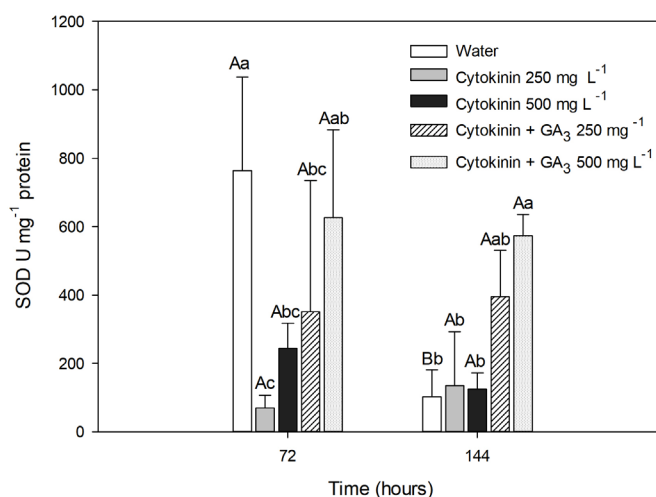 1200
1000
800
600
400
200
0
SOD U mg⁻¹ protein
Water
Cytokinin 250 mg L⁻¹
Cytokinin 500 mg L⁻¹
Cytokinin + GA₃ 250 mg⁻¹
Cytokinin + GA₃ 500 mg L⁻¹
Aa
Ac
Abc
Abc
Aab
Bb
Ab
Ab
Aab
Aa
72
144
Time (hours)